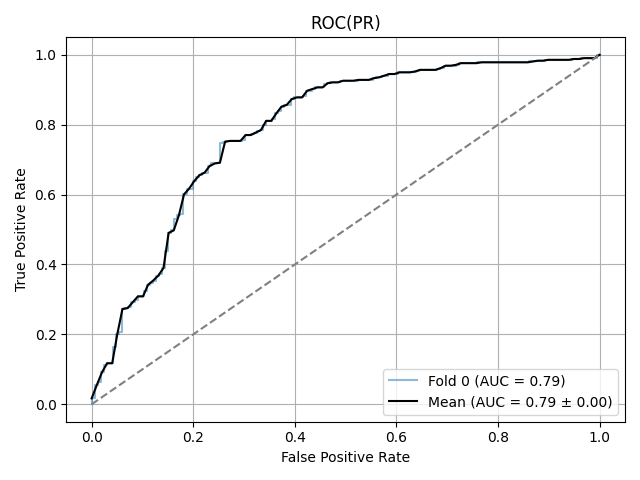 ROC(PR)
True Positive Rate
1.0
0.8
0.6
0.4
0.2
0.0
Fold 0 (AUC = 0.79)
Mean (AUC = 0.79 ± 0.00)
0.0 0.2 0.4 0.6 0.8 1.0
False Positive Rate